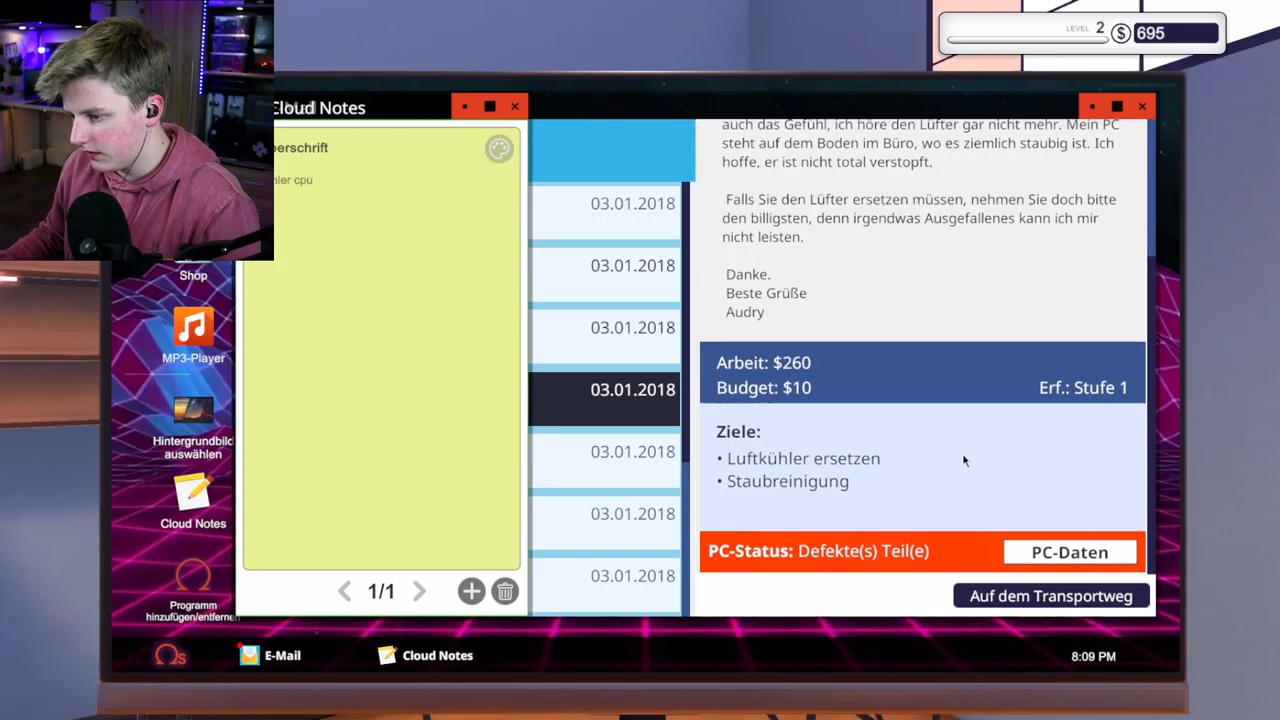 LEVEL 2 $ 695
Cloud Notes
auch das Gefühl, ich höre den Lüfter gar nicht mehr. Mein PC
steht auf dem Boden im Büro, wo es ziemlich staubig ist. Ich
hoffe, er ist nicht total verstopft.
Falls Sie den Lüfter ersetzen müssen, nehmen Sie doch bitte
den billigsten, denn irgendwas Ausgefallenes kann ich mir
nicht leisten.
Danke.
Beste Grüße
Audry
Arbeit: $260
Budget: $10
Erf.: Stufe 1
Ziele:
• Luftkühler ersetzen
• Staubreinigung
PC-Status: Defekte(s) Teil(e)
PC-Daten
Auf dem Transportweg
03.01.2018
03.01.2018
03.01.2018
03.01.2018
03.01.2018
03.01.2018
03.01.2018
erschrift
ler cpu
1/1
Shop
MP3-Player
Hintergrundbild
auswählen
Cloud Notes
Programm
hinzufügen/entferne
Ωs
E-Mail
Cloud Notes
8:09 PM